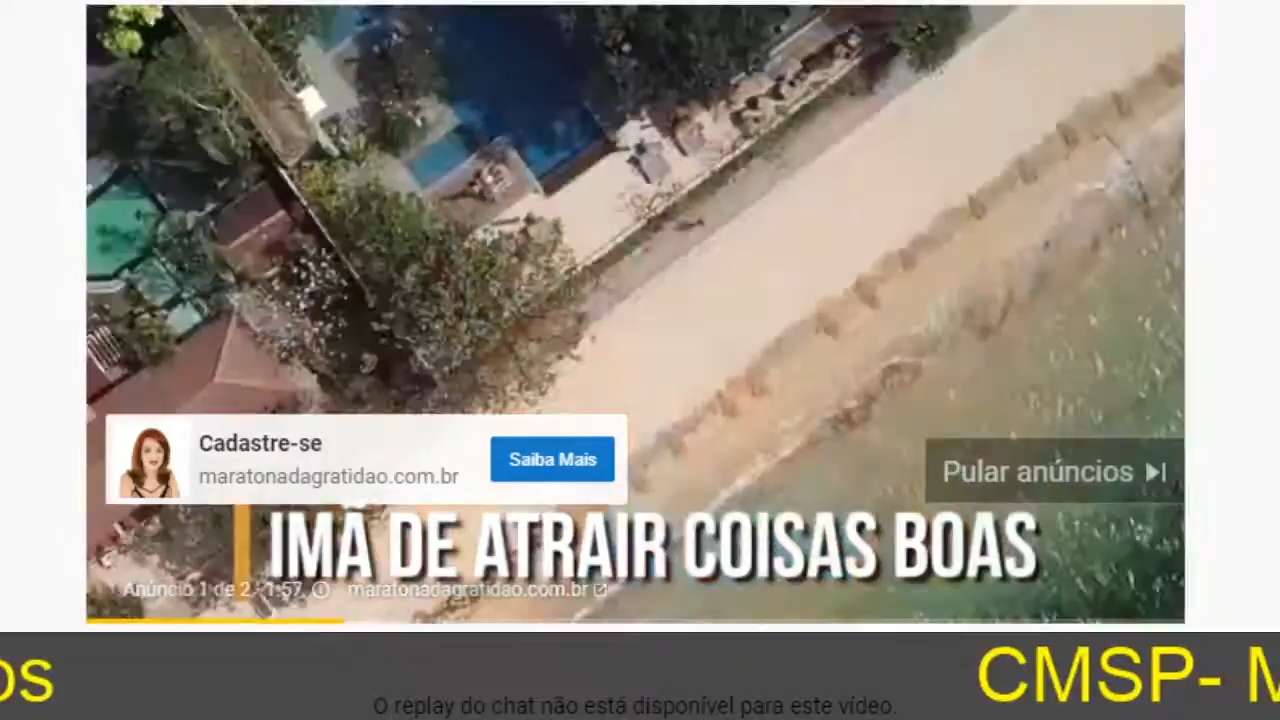 Cadastre-se
maratonadagratidao.com.br
Saiba Mais
Pular anúncios
IMÃ DE ATRAIR COISAS BOAS
Anúncio 1 de 2 · 1:57 maratonadagratidao.com.br
os CMSP- M
O replay do chat não está disponível para este vídeo.